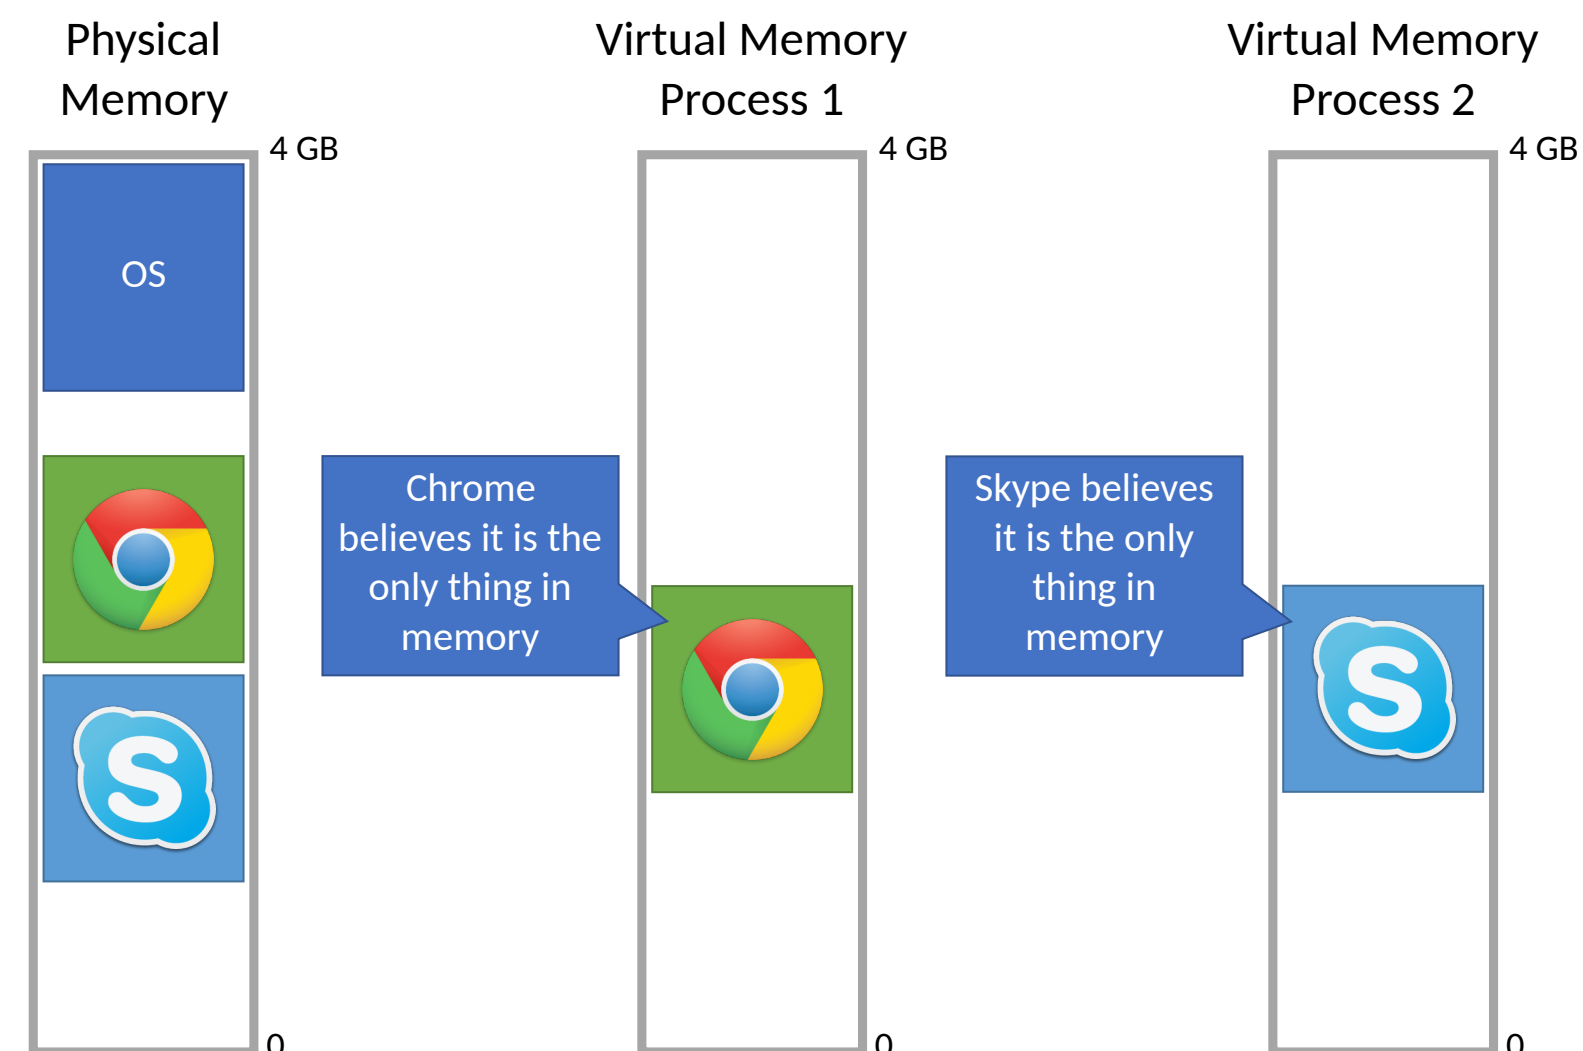 Physical
Memory
Virtual Memory
Process 1
Virtual Memory
Process 2
4 GB
4 GB
4 GB
OS
Chrome
believes it is the
only thing in
memory
Skype believes
it is the only
thing in
memory
S
S
0
0
0